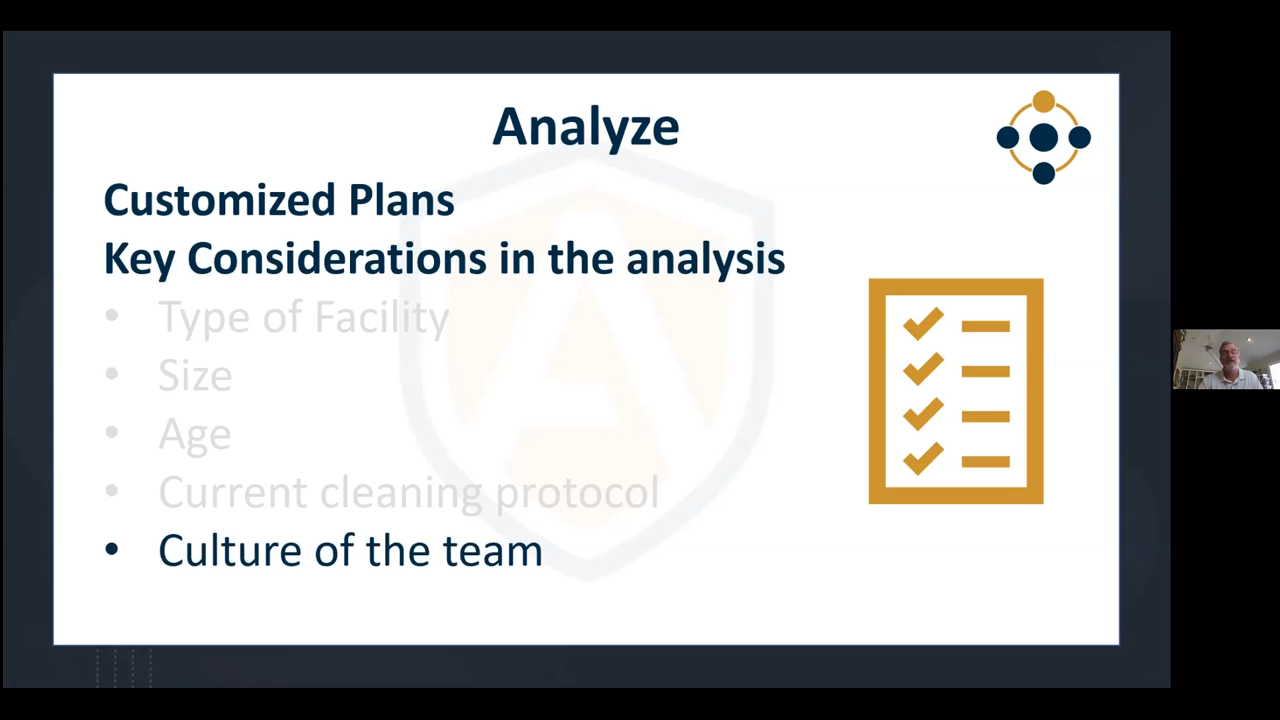 Analyze
Customized Plans
Key Considerations in the analysis
• Type of Facility
• Size
• Age
• Current cleaning protocol
• Culture of the team